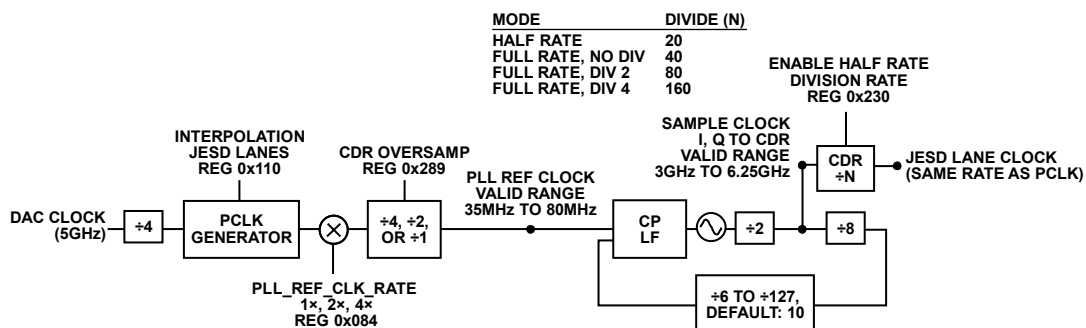 MODE DIVIDE (N)
HALF RATE 20
FULL RATE, NO DIV 40
FULL RATE, DIV 2 80
FULL RATE, DIV 4 160
ENABLE HALF RATE
DIVISION RATE
REG 0x230
INTERPOLATION
JESD LANES
REG 0x110
CDR OVERSAMP
REG 0x289
PLL REF CLOCK
VALID RANGE
35MHz TO 80MHz
SAMPLE CLOCK
I, Q TO CDR
VALID RANGE
3GHz TO 6.25GHz
CDR
÷N
JESD LANE CLOCK
(SAME RATE AS PCLK)
DAC CLOCK
(5GHz)
÷4
PCLK
GENERATOR
÷4, ÷2,
OR ÷1
CP
LF
÷2
÷8
PLL_REF_CLK_RATE
1×, 2×, 4×
REG 0x084
÷6 TO ÷127,
DEFAULT: 10